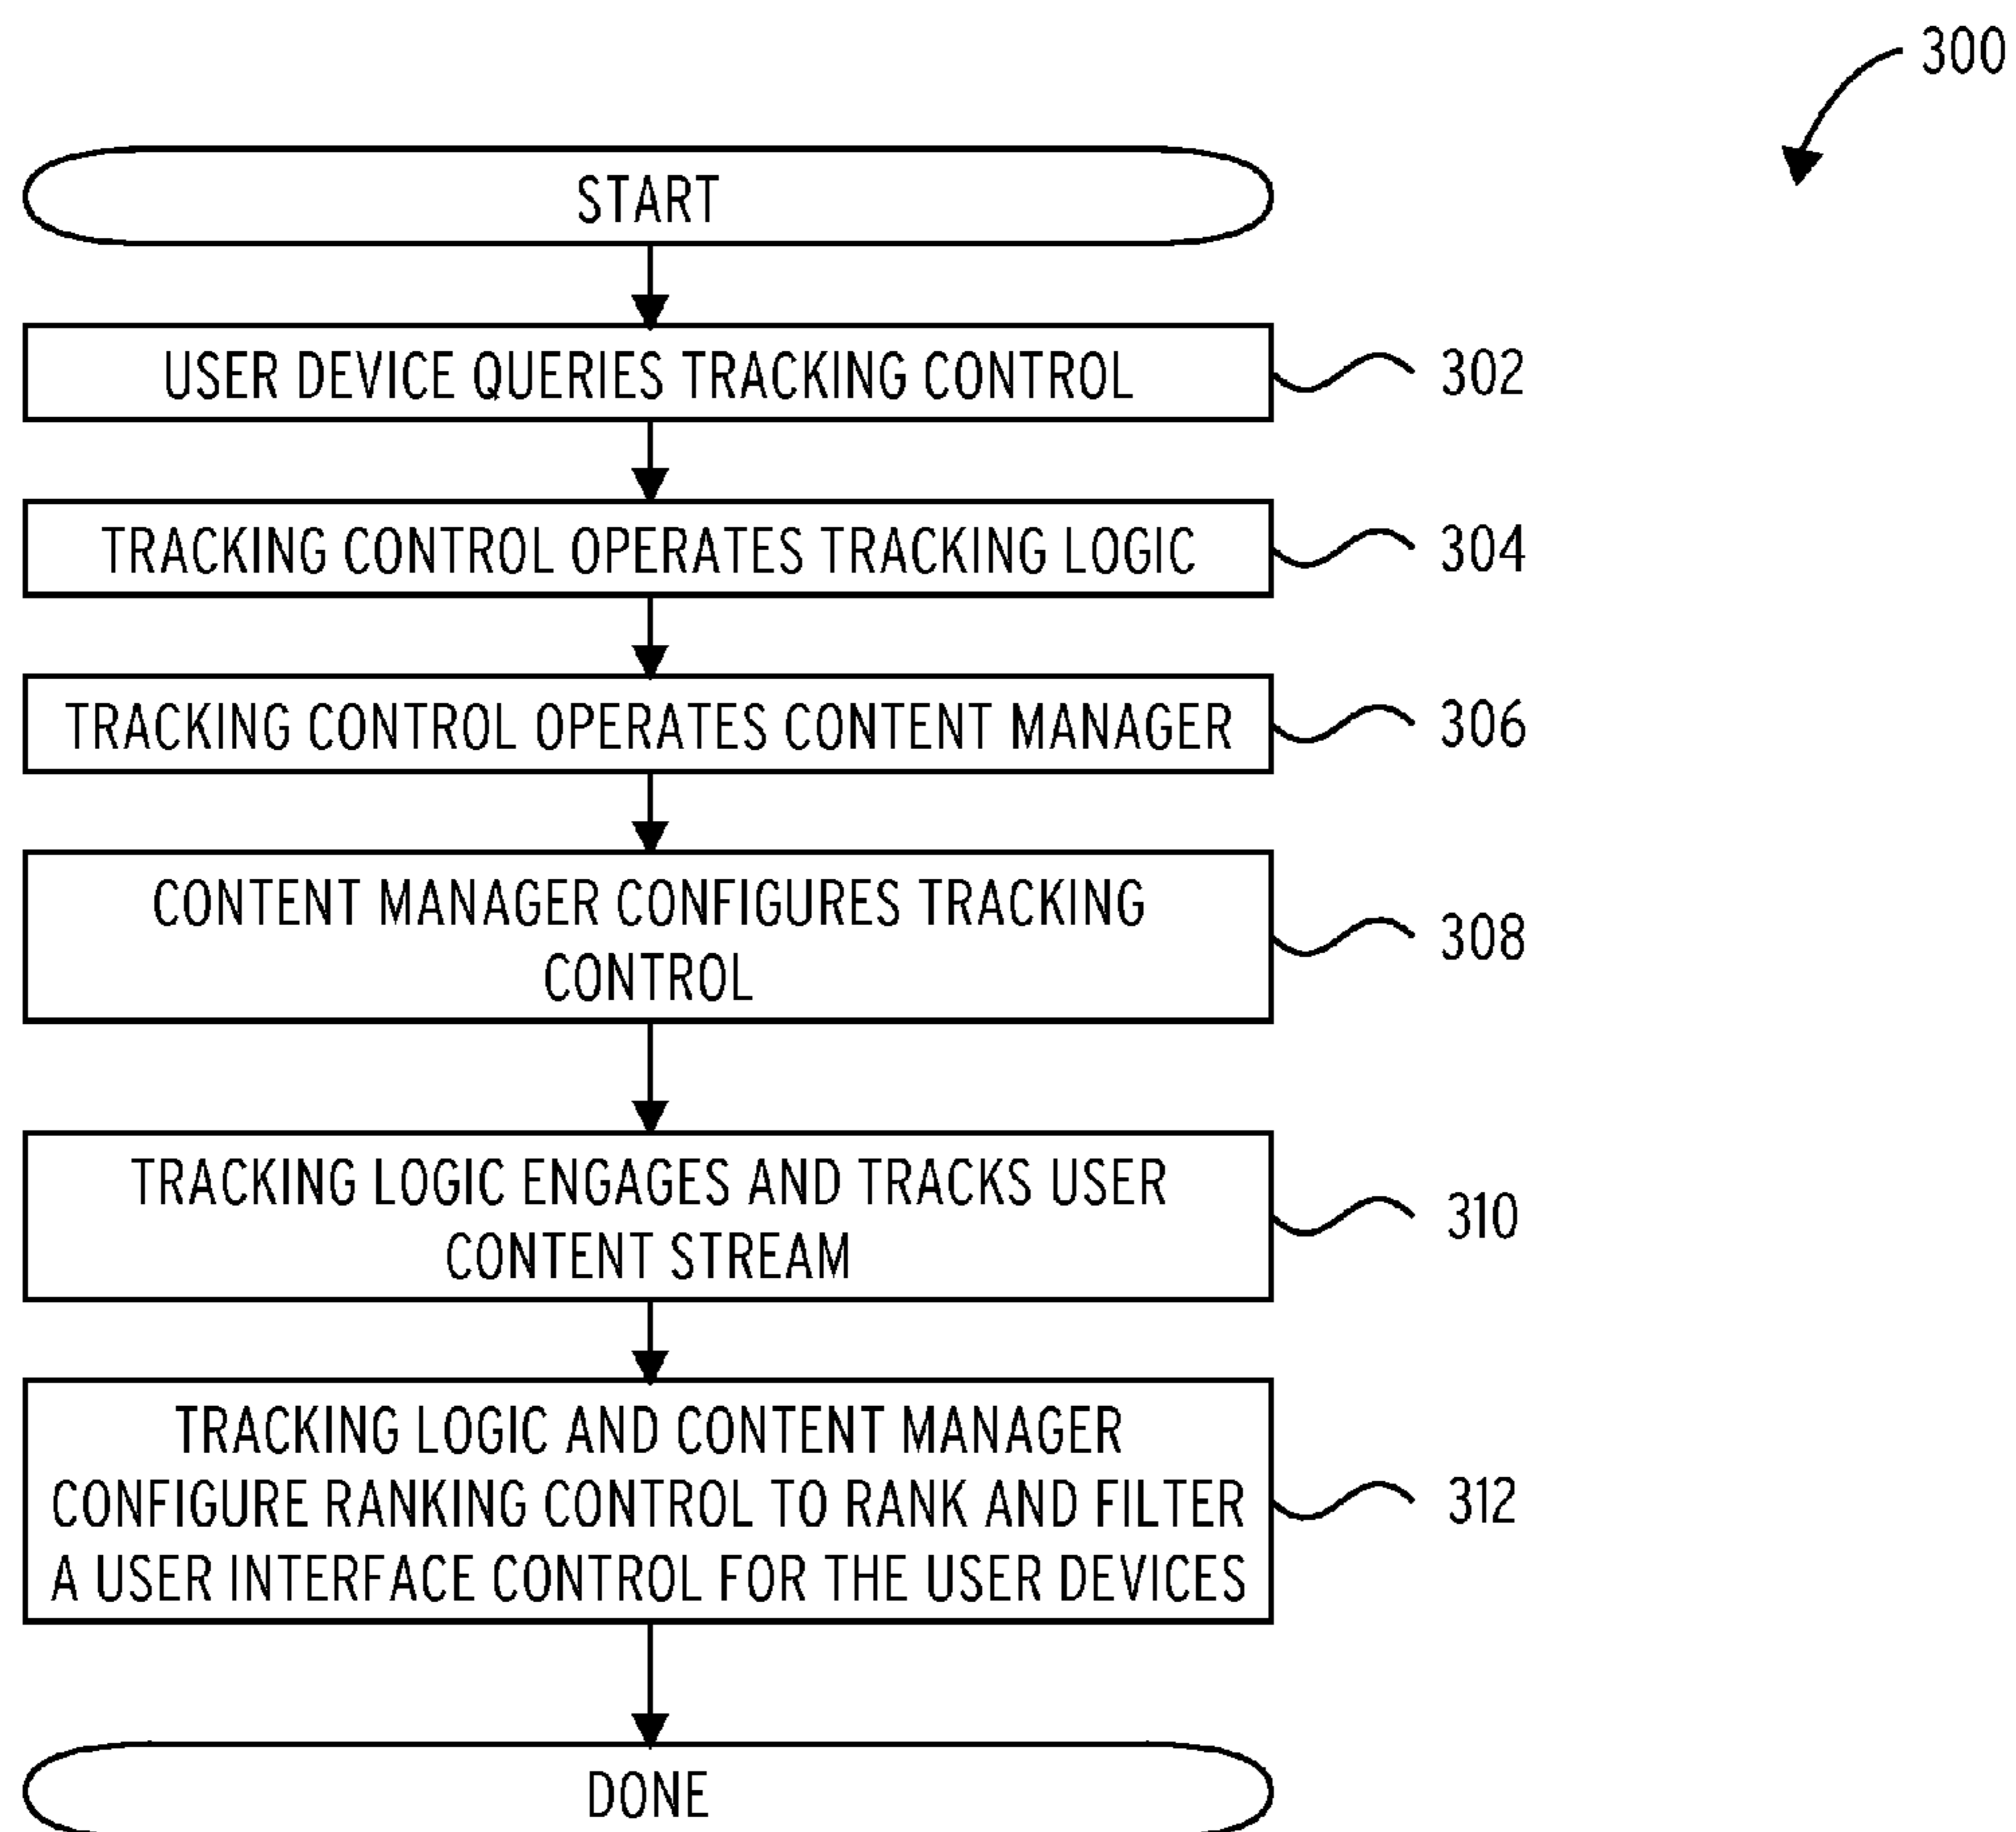 300
START
USER DEVICE QUERIES TRACKING CONTROL
302
TRACKING CONTROL OPERATES TRACKING LOGIC
304
TRACKING CONTROL OPERATES CONTENT MANAGER
306
CONTENT MANAGER CONFIGURES TRACKING
CONTROL
308
TRACKING LOGIC ENGAGES AND TRACKS USER
CONTENT STREAM
310
TRACKING LOGIC AND CONTENT MANAGER
CONFIGURE RANKING CONTROL TO RANK AND FILTER
A USER INTERFACE CONTROL FOR THE USER DEVICES
312
DONE